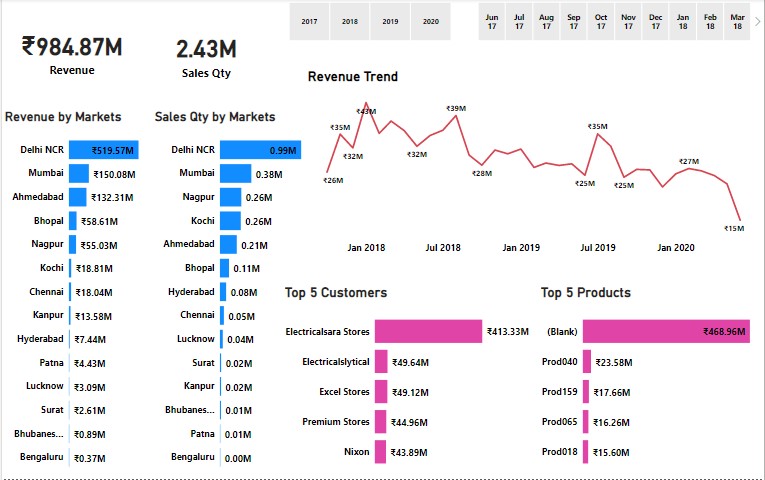 2017 2018 2019 2020
Jun 17 Jul 17 Aug 17 Sep 17 Oct 17 Nov 17 Dec 17 Jan 18 Feb 18 Mar 18
₹984.87M
Revenue
2.43M
Sales Qty
Revenue by Markets
Delhi NCR ₹519.57M
Mumbai ₹150.08M
Ahmedabad ₹132.31M
Bhopal ₹58.61M
Nagpur ₹55.03M
Kochi ₹18.81M
Chennai ₹18.04M
Kanpur ₹13.58M
Hyderabad ₹7.44M
Patna ₹4.43M
Lucknow ₹3.09M
Surat ₹2.61M
Bhubanes... ₹0.89M
Bengaluru ₹0.37M
Sales Qty by Markets
Delhi NCR 0.99M
Mumbai 0.38M
Nagpur 0.26M
Kochi 0.26M
Ahmedabad 0.21M
Bhopal 0.11M
Hyderabad 0.08M
Chennai 0.05M
Lucknow 0.04M
Surat 0.02M
Kanpur 0.02M
Bhubanes... 0.01M
Patna 0.01M
Bengaluru 0.00M
Revenue Trend
₹26M ₹35M ₹32M ₹43M ₹32M ₹39M ₹28M ₹25M ₹35M ₹25M ₹27M ₹15M
Jan 2018 Jul 2018 Jan 2019 Jul 2019 Jan 2020
Top 5 Customers
Electricalsara Stores ₹413.33M
Electricalslytical ₹49.64M
Excel Stores ₹49.12M
Premium Stores ₹44.96M
Nixon ₹43.89M
Top 5 Products
(Blank) ₹468.96M
Prod040 ₹23.58M
Prod159 ₹17.66M
Prod065 ₹16.26M
Prod018 ₹15.60M